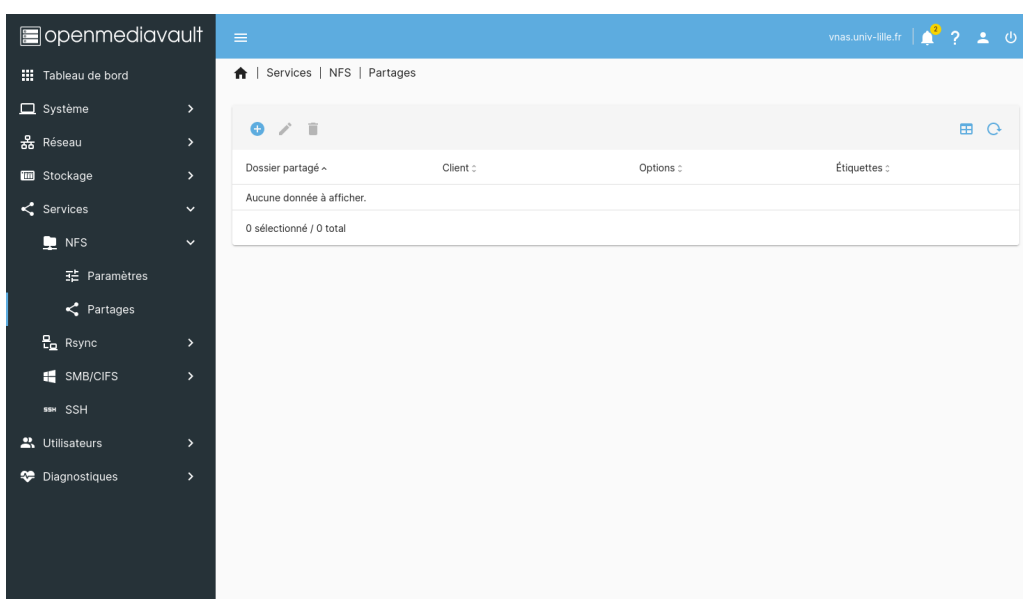 openmediavault
vnas.univ-lille.fr
2
?
Tableau de bord
Système
Réseau
Stockage
Services
NFS
Paramètres
Partages
Rsync
SMB/CIFS
SSH SSH
Utilisateurs
Diagnostiques
| Services | NFS | Partages
Dossier partagé Client Options Étiquettes
Aucune donnée à afficher.
0 sélectionné / 0 total